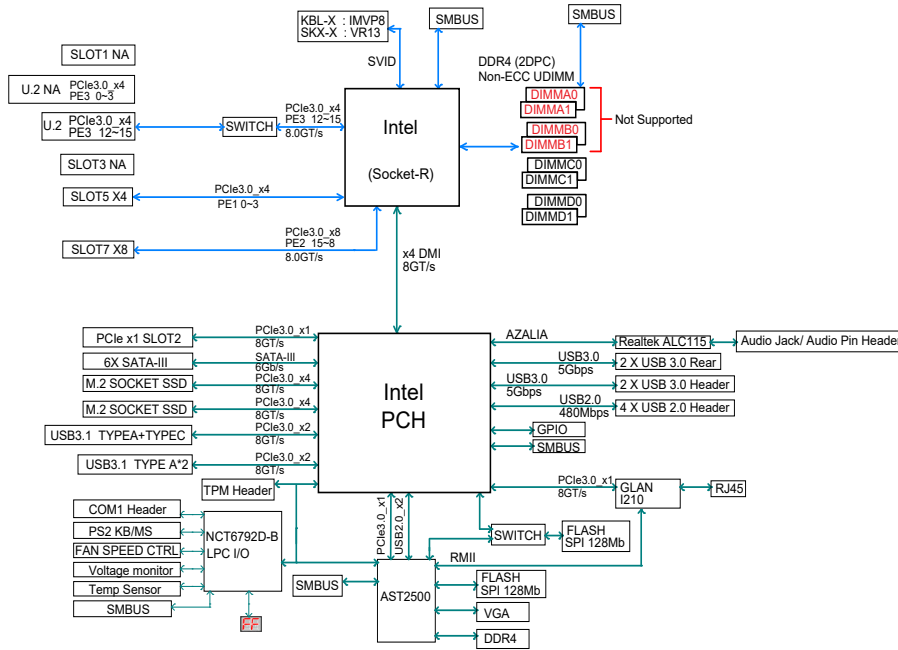 KBL-X : IMVP8
SKX-X : VR13
SMBUS
SMBUS
SVID
DDR4 (2DPC)
Non-ECC UDIMM
SLOT1 NA
U.2 NA PCIe3.0_x4
PE3 0~3
U.2 PCIe3.0_x4
PE3 12~15
SWITCH
PCIe3.0_x4
PE3 12~15
8.0GT/s
Intel
(Socket-R)
DIMMA0
DIMMA1
DIMMB0
DIMMB1
Not Supported
DIMMC0
DIMMC1
DIMMD0
DIMMD1
SLOT3 NA
SLOT5 X4
PCIe3.0_x4
PE1 0~3
SLOT7 X8
PCIe3.0_x8
PE2 15~8
8.0GT/s
x4 DMI
8GT/s
PCIe x1 SLOT2
PCIe3.0_x1
8GT/s
6X SATA-III
SATA-III
6Gb/s
M.2 SOCKET SSD
PCIe3.0_x4
8GT/s
M.2 SOCKET SSD
PCIe3.0_x4
8GT/s
USB3.1 TYPEA+TYPEC
PCIe3.0_x2
8GT/s
USB3.1 TYPE A*2
PCIe3.0_x2
8GT/s
Intel
PCH
AZALIA
Realtek ALC115
Audio Jack/ Audio Pin Header
USB3.0
5Gbps
2 X USB 3.0 Rear
USB3.0
5Gbps
2 X USB 3.0 Header
USB2.0
480Mbps
4 X USB 2.0 Header
GPIO
SMBUS
PCIe3.0_x1
8GT/s
GLAN
I210
RJ45
TPM Header
COM1 Header
PS2 KB/MS
FAN SPEED CTRL
Voltage monitor
Temp Sensor
SMBUS
NCT6792D-B
LPC I/O
FF
PCIe3.0_x1
USB2.0_x2
SWITCH
FLASH
SPI 128Mb
RMII
SMBUS
AST2500
FLASH
SPI 128Mb
VGA
DDR4